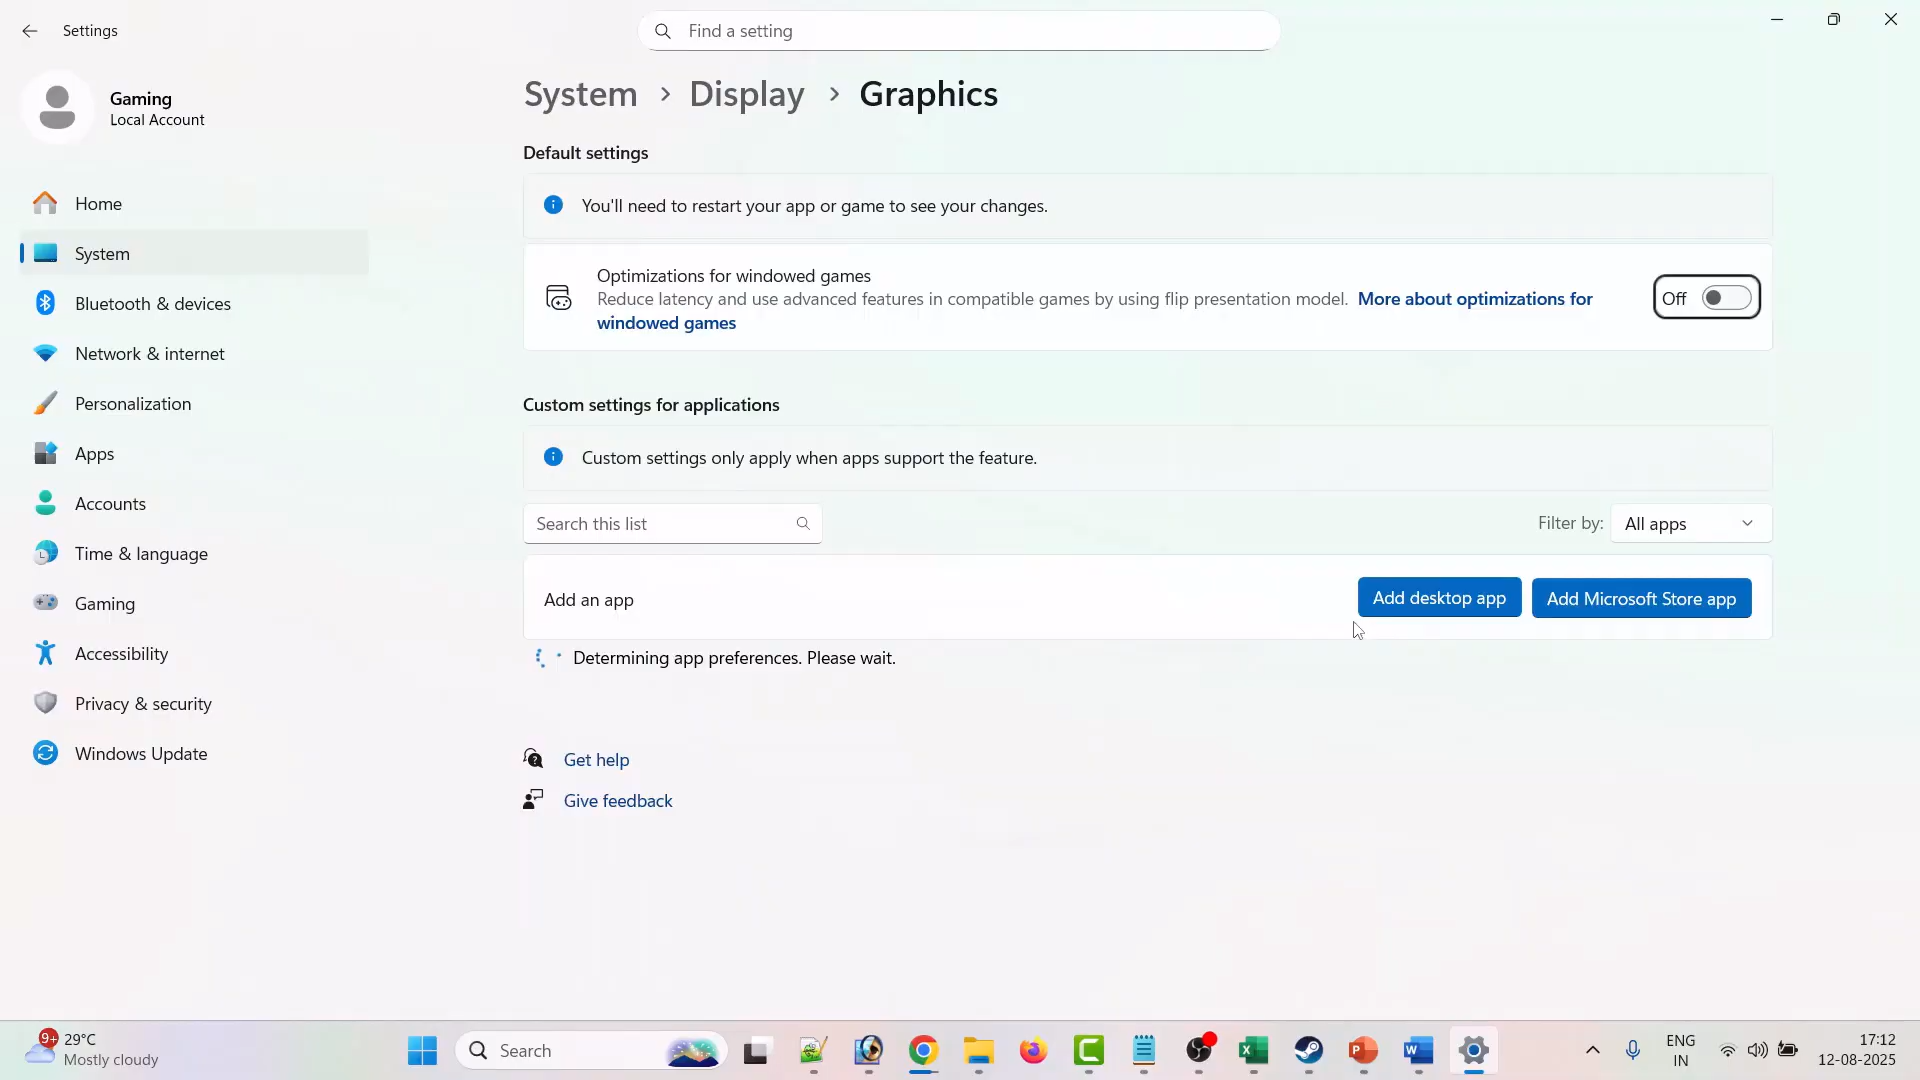 Settings
Find a setting
Gaming
Local Account
Home
System
Bluetooth & devices
Network & internet
Personalization
Apps
Accounts
Time & language
Gaming
Accessibility
Privacy & security
Windows Update
System > Display > Graphics
Default settings
You'll need to restart your app or game to see your changes.
Optimizations for windowed games
Reduce latency and use advanced features in compatible games by using flip presentation model. More about optimizations for
windowed games
Off
Custom settings for applications
Custom settings only apply when apps support the feature.
Search this list
Filter by: All apps
Add an app
Add desktop app
Add Microsoft Store app
Determining app preferences. Please wait.
Get help
Give feedback
9+
29°C
Mostly cloudy
Search
ENG
IN
17:12
12-08-2025